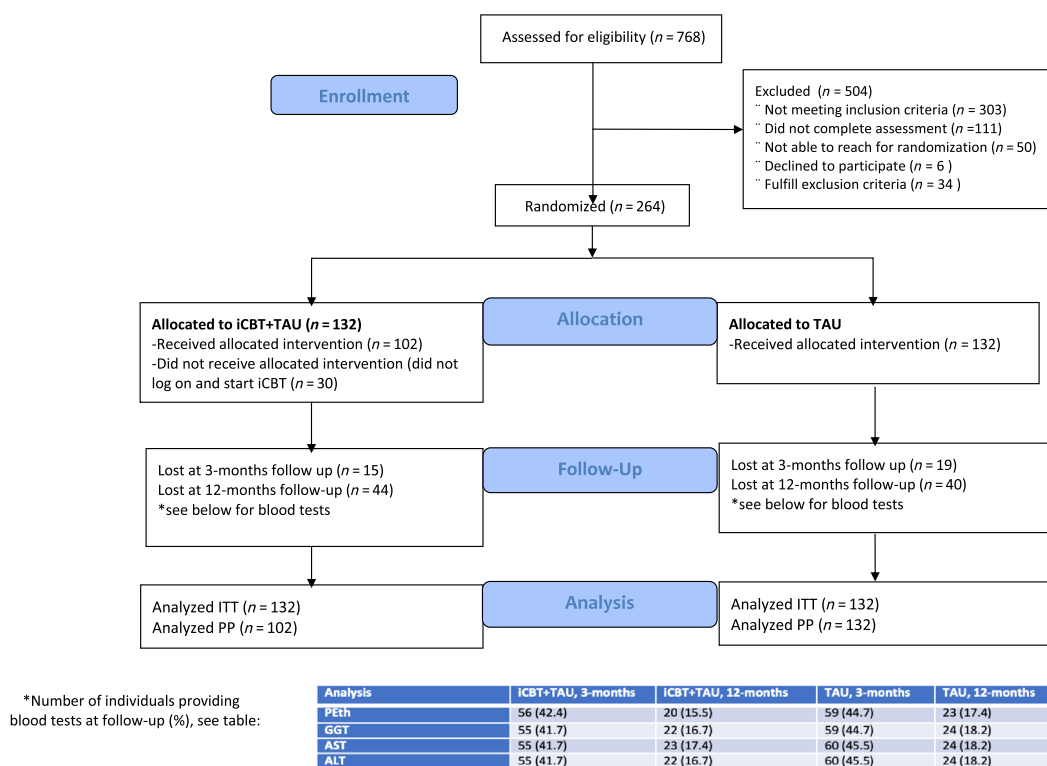 Assessed for eligibility (n = 768)
Enrollment
Excluded (n = 504)
¨ Not meeting inclusion criteria (n = 303)
¨ Did not complete assessment (n =111)
¨ Not able to reach for randomization (n = 50)
¨ Declined to participate (n = 6 )
¨ Fulfill exclusion criteria (n = 34 )
Randomized (n = 264)
Allocated to iCBT+TAU (n = 132)
-Received allocated intervention (n = 102)
-Did not receive allocated intervention (did not
log on and start iCBT (n = 30)
Allocation
Allocated to TAU
-Received allocated intervention (n = 132)
Lost at 3-months follow up (n = 15)
Lost at 12-months follow-up (n = 44)
*see below for blood tests
Follow-Up
Lost at 3-months follow up (n = 19)
Lost at 12-months follow-up (n = 40)
*see below for blood tests
Analyzed ITT (n = 132)
Analyzed PP (n = 102)
Analysis
Analyzed ITT (n = 132)
Analyzed PP (n = 132)
*Number of individuals providing
blood tests at follow-up (%), see table:
Analysis iCBT+TAU, 3-months iCBT+TAU, 12-months TAU, 3-months TAU, 12-months
PEth 56 (42.4) 20 (15.5) 59 (44.7) 23 (17.4)
GGT 55 (41.7) 22 (16.7) 59 (44.7) 24 (18.2)
AST 55 (41.7) 23 (17.4) 60 (45.5) 24 (18.2)
ALT 55 (41.7) 22 (16.7) 60 (45.5) 24 (18.2)